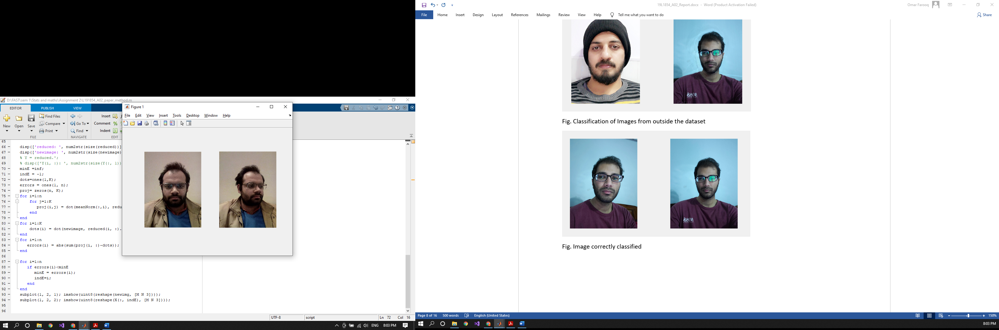 D:\FAST\sem 1\Stats and maths\Assignment 2\L191854_A02_paper_method.m
EDITOR PUBLISH VIEW
New Open Save
Find Files
Compare
Print
FILE
Go To
Find
NAVIGATE
Insert
Comment
Indent
EDIT
65
66 disp(['reduced: ', num2str(size(reduced))]
67 disp(['newimage: ', num2str(size(newimage)
68 % Y = reduced.';
69 % disp(['Y(i, :): ', num2str(size(Y(:, 1))
70 minE =inf;
71 indE = -1;
72 dots=ones(1,K);
73 errors = ones(1, n);
74 proj= zeros(n, K);
75 for i=1:n
76 for j=1:K
77 proj(i,j) = dot(meanNorm(:,i), redu
78 end
79 end
80 for i=1:K
81 dots(i) = dot(newimage, reduced(i, :).
82 end
83 for i=1:n
84 errors(i) = abs(sum(proj(i, :)-dots));
85 end
86
87 for i=1:n
88 if errors(i)<minE
89 minE = errors(i);
90 indE=i;
91 end
92 end
93 subplot(1, 2, 1); imshow(uint8(reshape(newimg, [M N 3])));
94 subplot(1, 2, 2); imshow(uint8(reshape(X(:, indE), [M N 3])));
95
96
UTF-8 script Ln 72 Col 16
ENG 8:03 PM
Figure 1
File Edit View Insert Tools Desktop Window Help
19L1854_A02_Report.docx - Word (Product Activation Failed)
Omar Farooq
File Home Insert Design Layout References Mailings Review View Help Tell me what you want to do Share
Fig. Classification of Images from outside the dataset
Fig. Image correctly classified
Page 8 of 16 500 words English (United States) 150%
8:03 PM